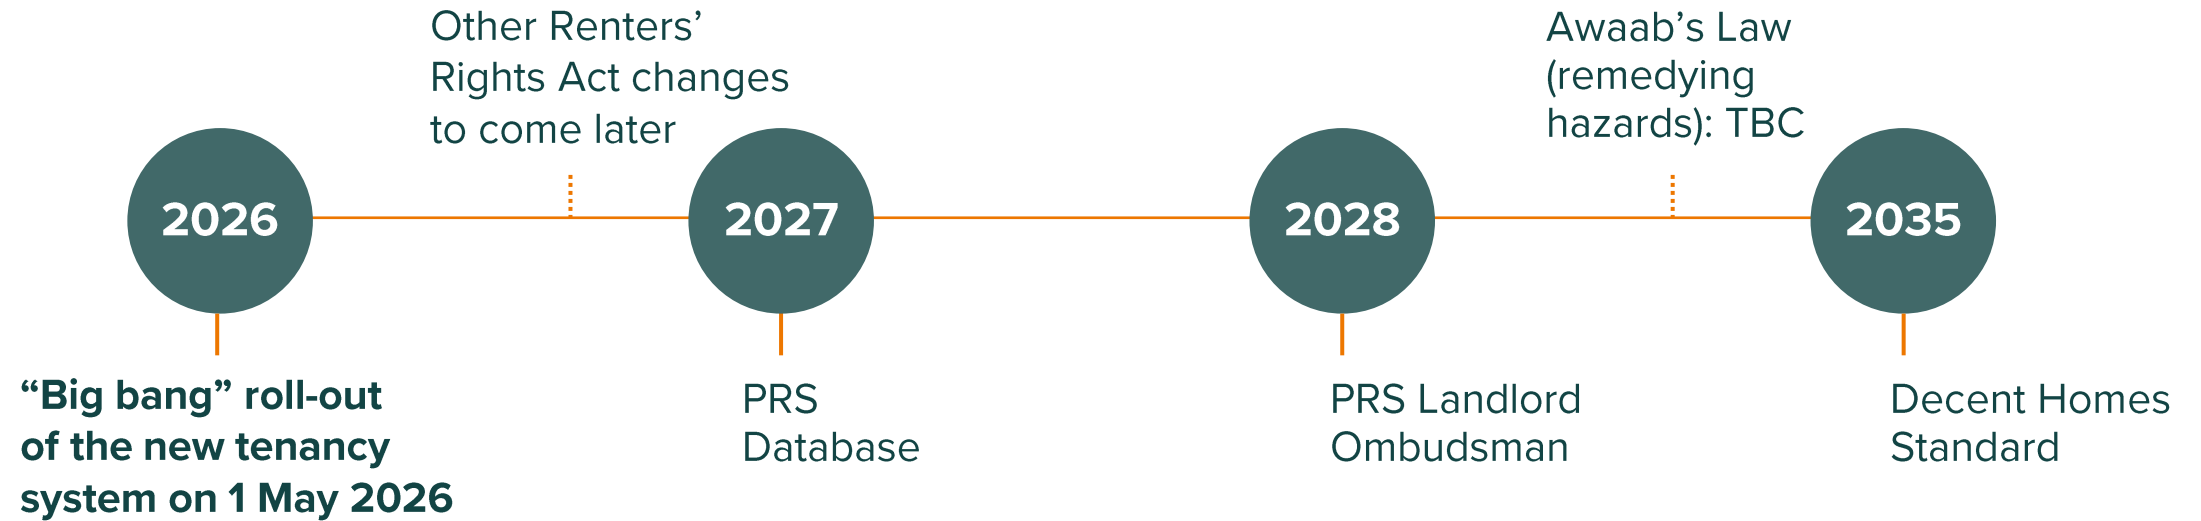 Other Renters’
Rights Act changes
to come later
Awaab’s Law
(remedying
hazards): TBC
2026
2027
2028
2035
“Big bang” roll-out
of the new tenancy
system on 1 May 2026
PRS
Database
PRS Landlord
Ombudsman
Decent Homes
Standard